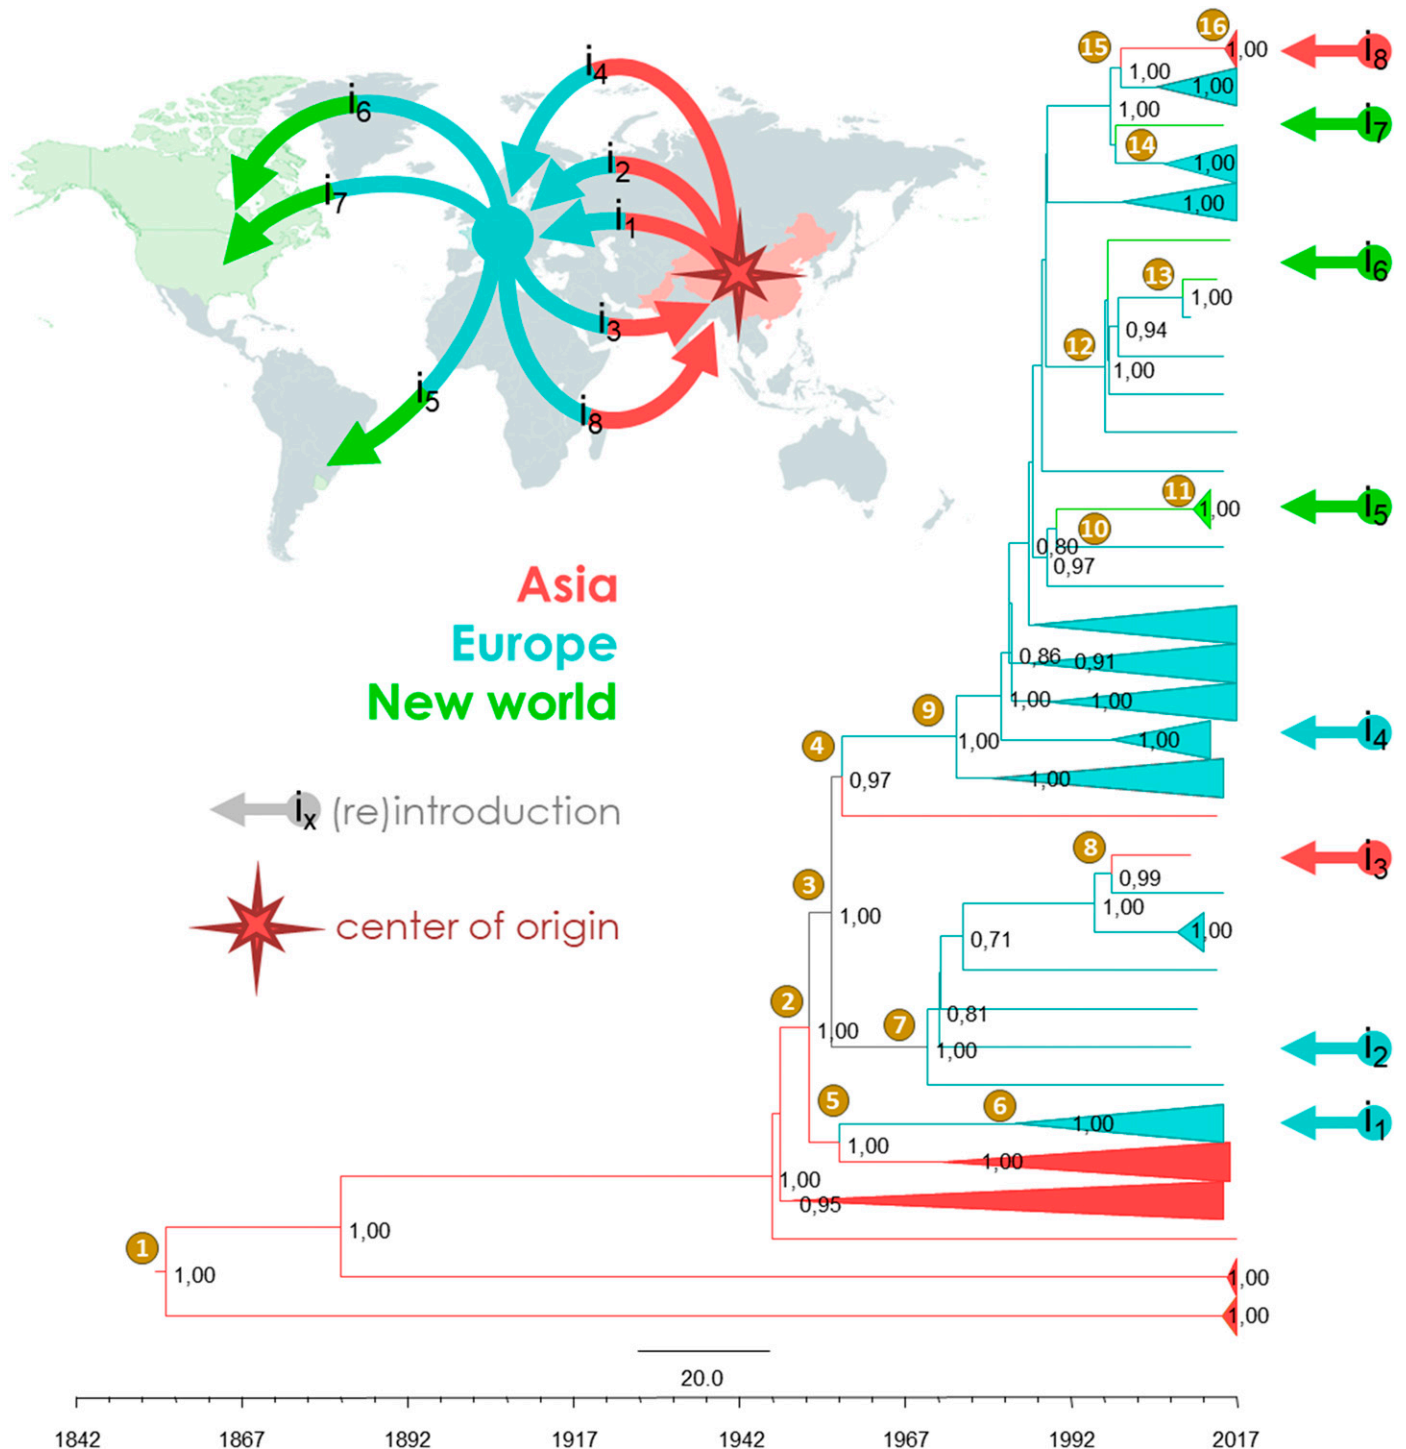 16
15
1,00
i8
1,00
1,00
i4
1,00
i6
i7
14
1,00
i2
i7
1,00
i1
13
i6
1,00
i3
0,94
12
1,00
i5
i8
11
1,00
i5
10
0,80
0,97
Asia
Europe
0,86
0,91
New world
1,00
1,00
9
4
1,00
1,00
i4
0,97
1,00
ix (re)introduction
8
i3
3
0,99
1,00
1,00
center of origin
1,00
0,71
2
7
0,81
1,00
1,00
i2
5
6
1,00
i1
1,00
1,00
1,00
0,95
1
1,00
1,00
1,00
1,00
20.0
1842 1867 1892 1917 1942 1967 1992 2017